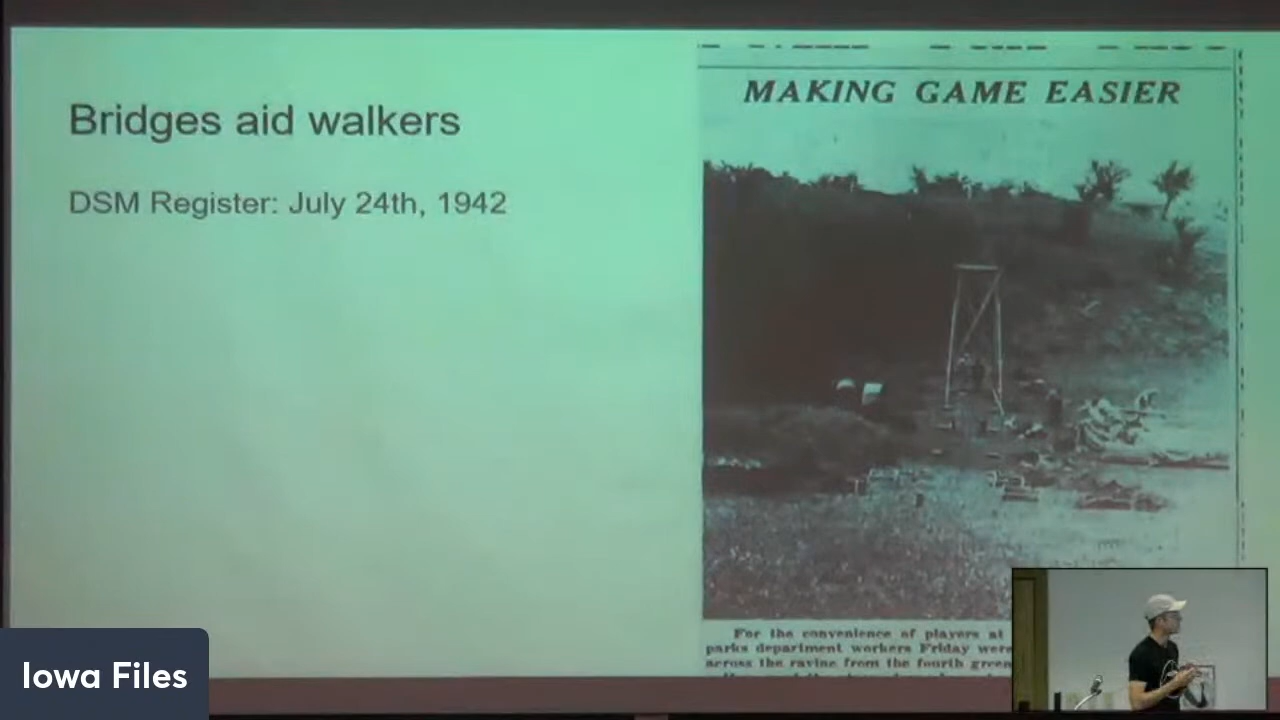 Bridges aid walkers
DSM Register: July 24th, 1942
MAKING GAME EASIER
For the convenience of players at
parks department workers Friday were
across the ravine from the fourth green
Iowa Files